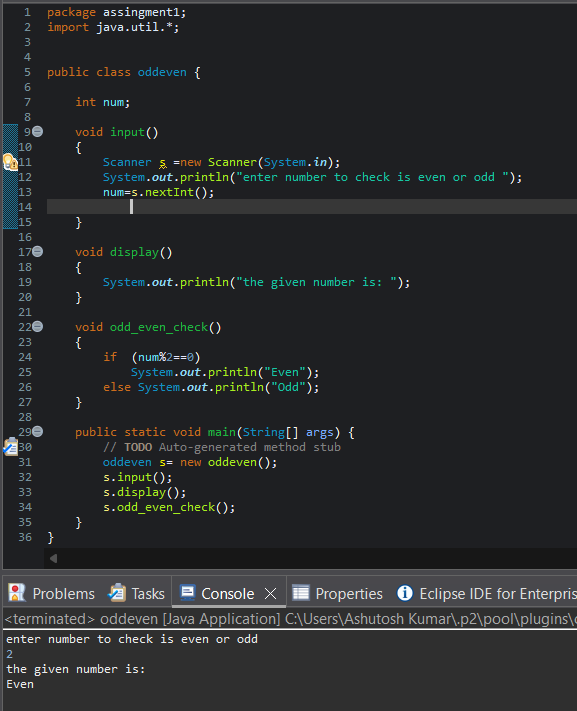 1 package assingment1;
2 import java.util.*;
3
4
5 public class oddeven {
6
7 int num;
8
9 void input()
10 {
11 Scanner s =new Scanner(System.in);
12 System.out.println("enter number to check is even or odd ");
13 num=s.nextInt();
14
15 }
16
17 void display()
18 {
19 System.out.println("the given number is: ");
20 }
21
22 void odd_even_check()
23 {
24 if (num%2==0)
25 System.out.println("Even");
26 else System.out.println("Odd");
27 }
28
29 public static void main(String[] args) {
30 // TODO Auto-generated method stub
31 oddeven s= new oddeven();
32 s.input();
33 s.display();
34 s.odd_even_check();
35 }
36 }
Problems Tasks Console Properties Eclipse IDE for Enterpris
<terminated> oddeven [Java Application] C:\Users\Ashutosh Kumar\.p2\pool\plugins\
enter number to check is even or odd
2
the given number is:
Even